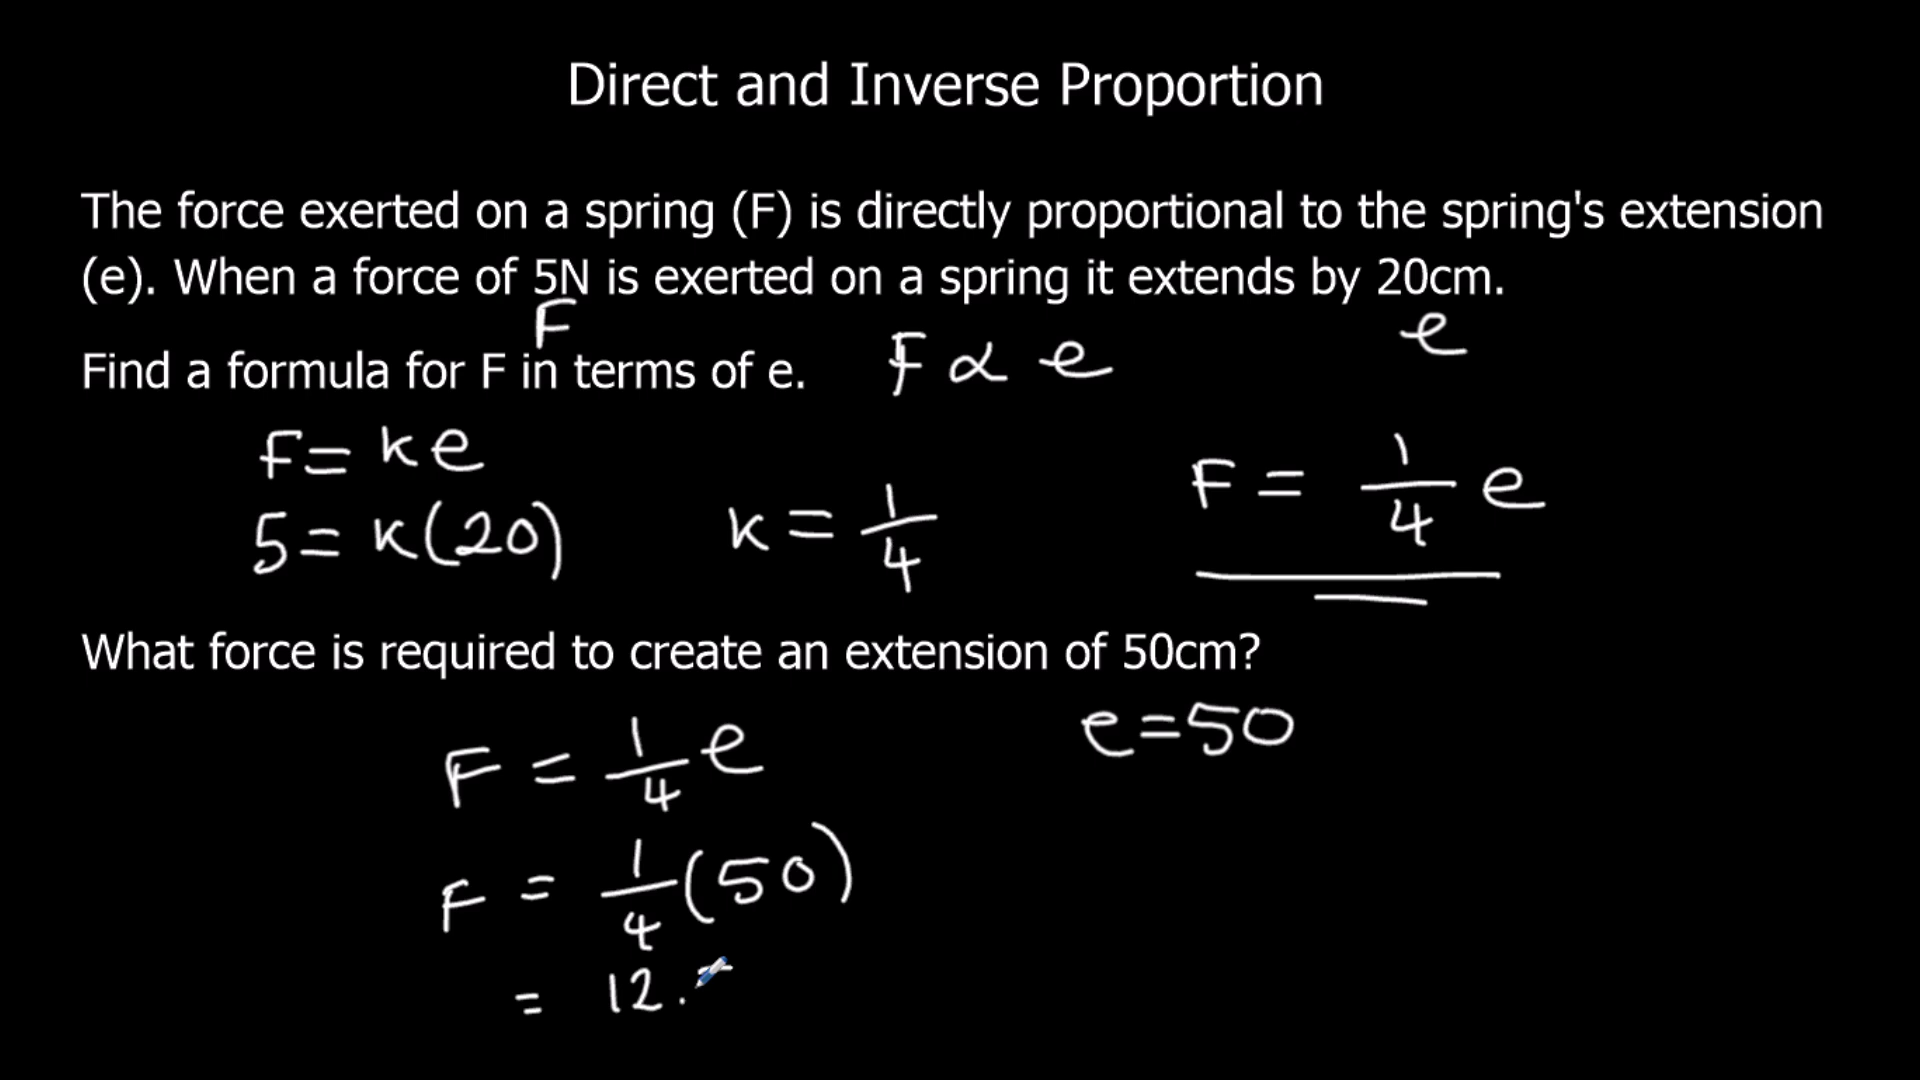 Direct and Inverse Proportion
The force exerted on a spring (F) is directly proportional to the spring's extension
(e). When a force of 5N is exerted on a spring it extends by 20cm.
F e
Find a formula for F in terms of e. F ∝ e
F = ke
5 = k(20) k = 1/4 F = 1/4 e
What force is required to create an extension of 50cm?
F = 1/4 e e = 50
F = 1/4 (50)
= 12.